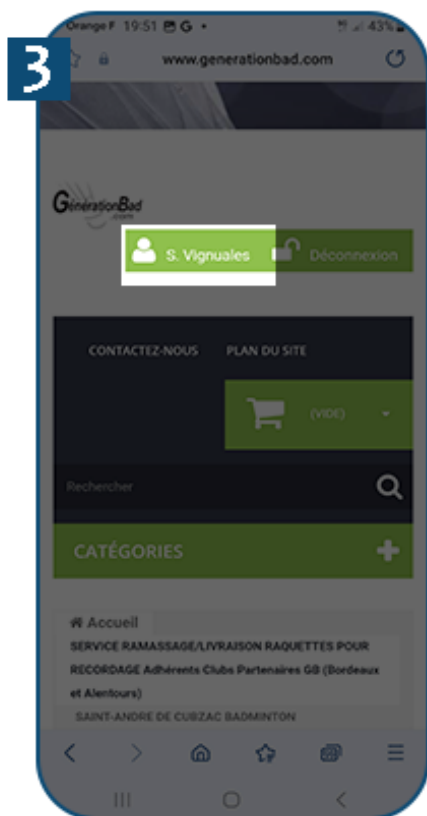 Orange F 19:51 G •
43%
3
www.generationbad.com
GénérationBad
.com
S. Vignuales
Déconnexion
CONTACTEZ-NOUS PLAN DU SITE
(VIDE)
Rechercher
CATÉGORIES +
Accueil
SERVICE RAMASSAGE/LIVRAISON RAQUETTES POUR
RECORDAGE Adhérents Clubs Partenaires GB (Bordeaux
et Alentours)
SAINT-ANDRE DE CUBZAC BADMINTON